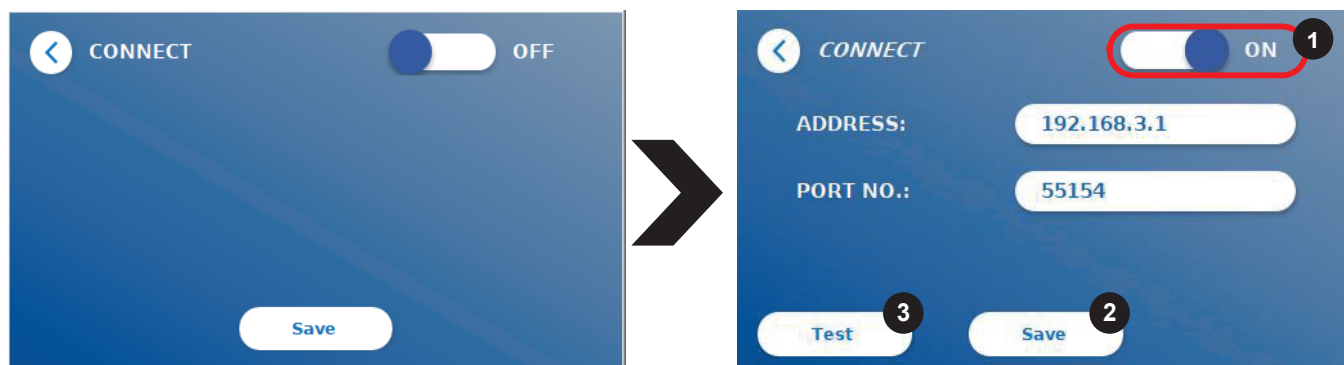 CONNECT OFF
Save
CONNECT ON 1
ADDRESS: 192.168.3.1
PORT NO.: 55154
Test 3 Save 2